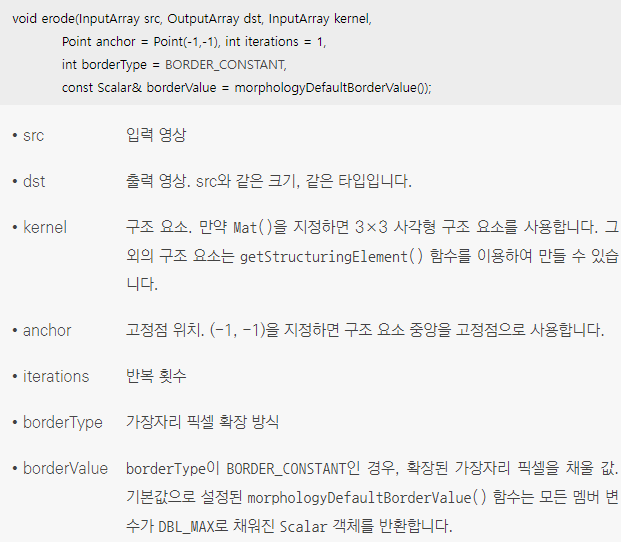 void erode(InputArray src, OutputArray dst, InputArray kernel,
Point anchor = Point(-1,-1), int iterations = 1,
int borderType = BORDER_CONSTANT,
const Scalar& borderValue = morphologyDefaultBorderValue());
• src 입력 영상
• dst 출력 영상. src와 같은 크기, 같은 타입입니다.
• kernel 구조 요소. 만약 Mat()을 지정하면 3×3 사각형 구조 요소를 사용합니다. 그
외의 구조 요소는 getStructuringElement() 함수를 이용하여 만들 수 있습
니다.
• anchor 고정점 위치. (-1, -1)을 지정하면 구조 요소 중앙을 고정점으로 사용합니다.
• iterations 반복 횟수
• borderType 가장자리 픽셀 확장 방식
• borderValue borderType이 BORDER_CONSTANT인 경우, 확장된 가장자리 픽셀을 채울 값.
기본값으로 설정된 morphologyDefaultBorderValue() 함수는 모든 멤버 변
수가 DBL_MAX로 채워진 Scalar 객체를 반환합니다.